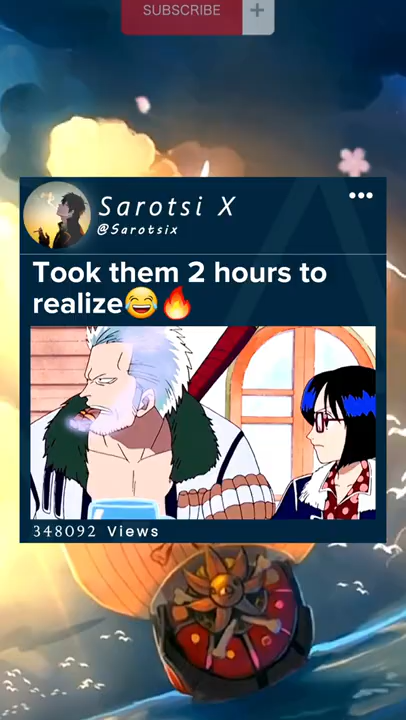 SUBSCRIBE
Sarotsi X
@Sarotsix
Took them 2 hours to
realize😂🔥
348092 Views